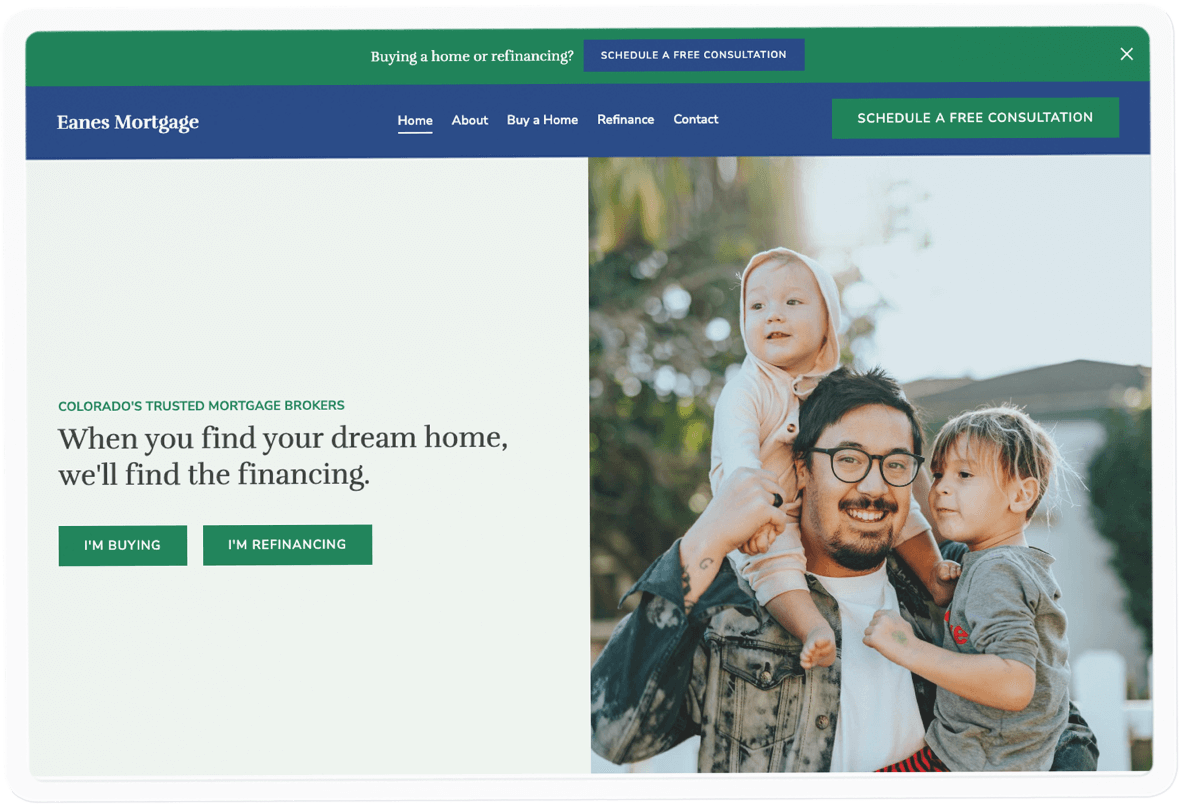 Buying a home or refinancing? SCHEDULE A FREE CONSULTATION
Eanes Mortgage Home About Buy a Home Refinance Contact SCHEDULE A FREE CONSULTATION
COLORADO'S TRUSTED MORTGAGE BROKERS
When you find your dream home,
we'll find the financing.
I'M BUYING I'M REFINANCING